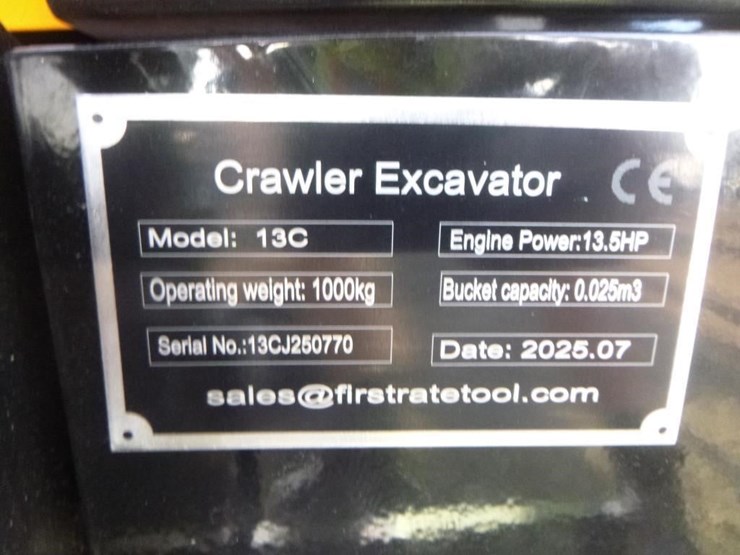 Crawler Excavator CE
Model: 13C
Engine Power:13.5HP
Operating weight: 1000kg
Bucket capacity: 0.025m3
Serial No.:13CJ250770
Date: 2025.07
sales@firstratetool.com